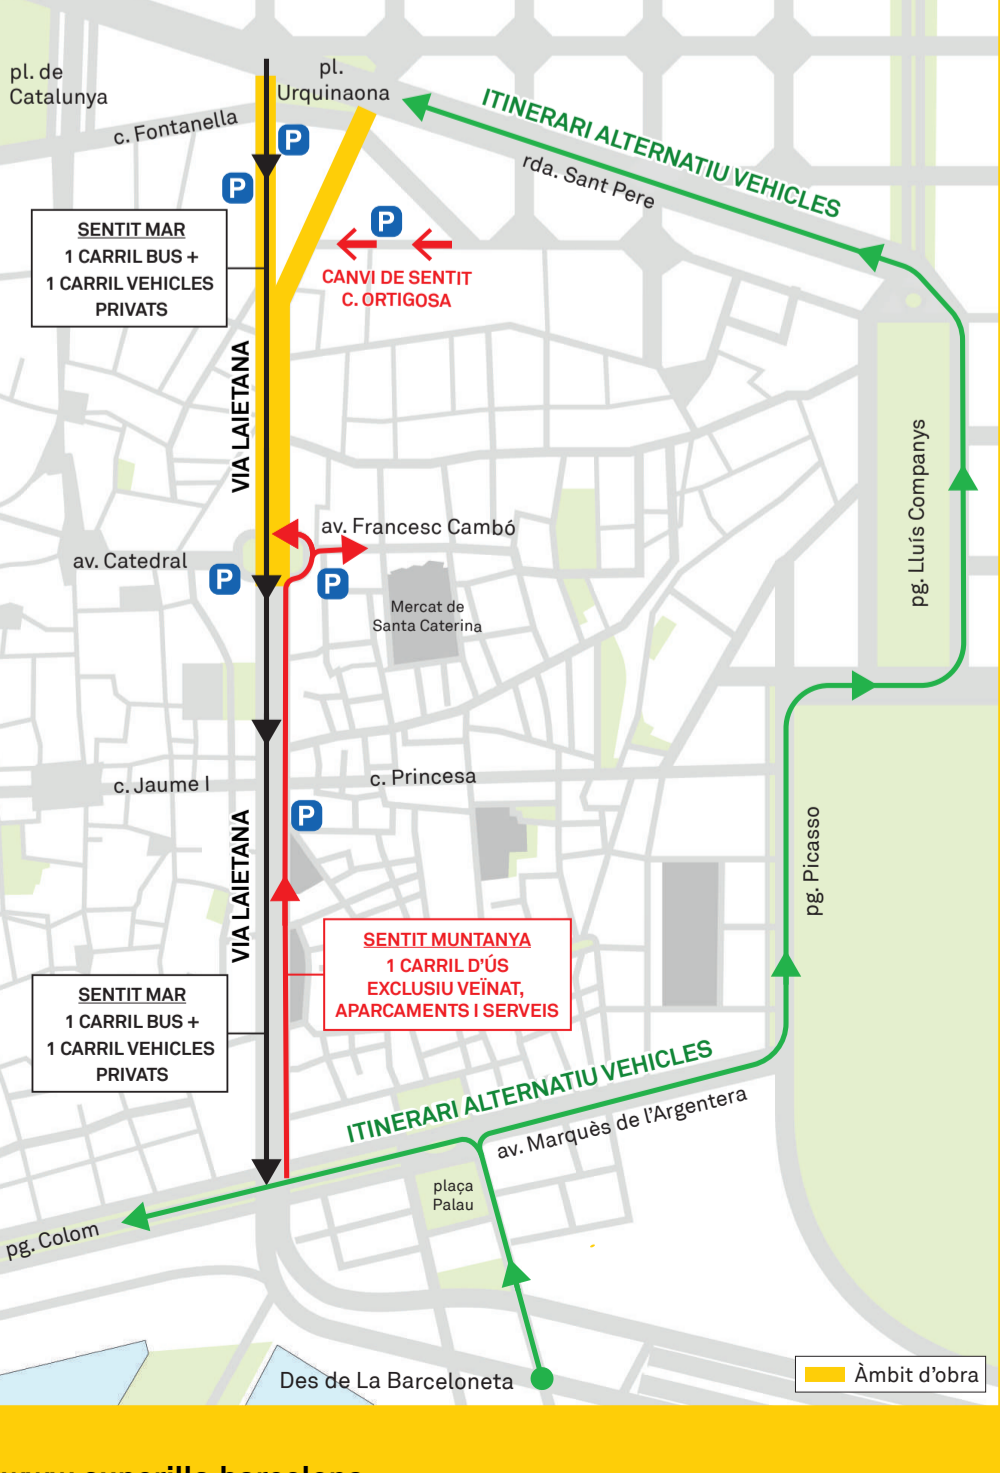 pl. de
Catalunya
pl.
Urquinaona
c. Fontanella
ITINERARI ALTERNATIU VEHICLES
rda. Sant Pere
P
P
P
SENTIT MAR
1 CARRIL BUS +
1 CARRIL VEHICLES
PRIVATS
CANVI DE SENTIT
C. ORTIGOSA
VIA LAIETANA
pg. Lluís Companys
av. Francesc Cambó
av. Catedral
P
P
Mercat de
Santa Caterina
c. Jaume I
c. Princesa
P
VIA LAIETANA
pg. Picasso
SENTIT MUNTANYA
1 CARRIL D'ÚS
EXCLUSIU VEÏNAT,
APARCAMENTS I SERVEIS
SENTIT MAR
1 CARRIL BUS +
1 CARRIL VEHICLES
PRIVATS
ITINERARI ALTERNATIU VEHICLES
av. Marquès de l'Argentera
plaça
Palau
pg. Colom
Des de La Barceloneta
Àmbit d'obra